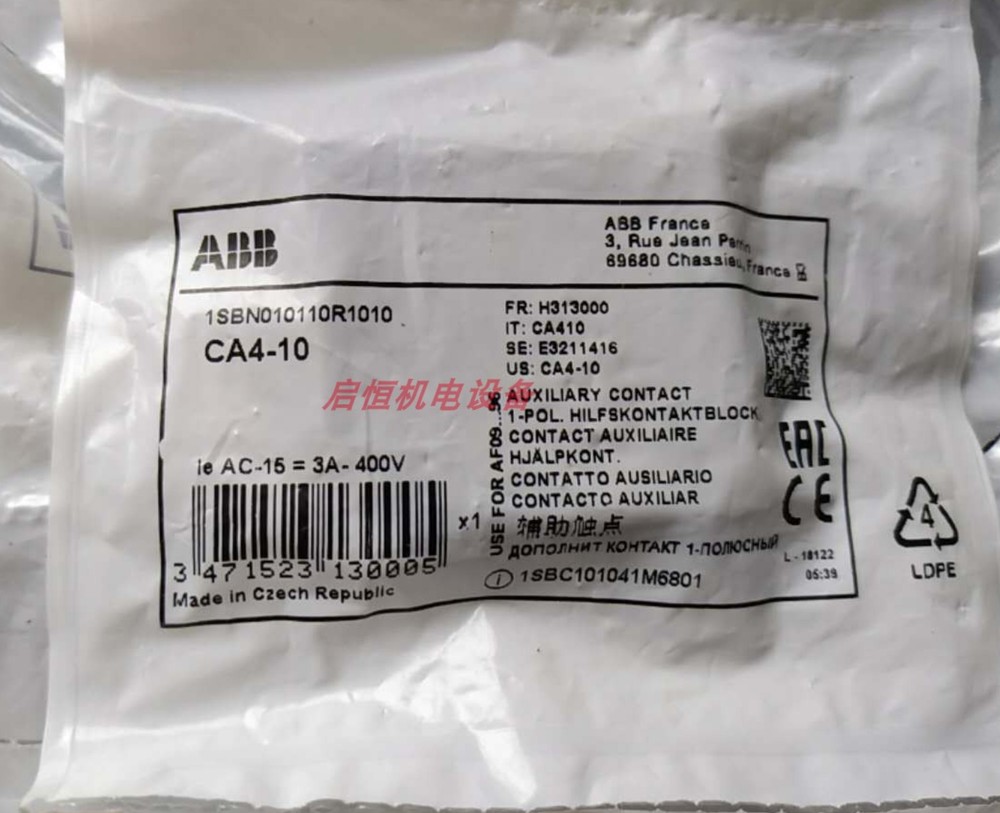 ABB
ABB France
3, Rue Jean
69680 Chassieu, France
1SBN010110R1010
CA4-10
FR: H313000
IT: CA410
SE: E3211416
US: CA4-10
启恒机电设备
USE FOR AF09...96
AUXILIARY CONTACT
1-POL. HILFSKONTAKTBLOCK
CONTACT AUXILIAIRE
HJÄLPKONT.
CONTATTO AUSILIARIO
CONTACTO AUXILIAR
辅助触点
ДОПОЛНИТ КОНТАКТ 1-ПОЛЮСНЫЙ
1SBC101041M6801
Ie AC-15 = 3A- 400V
x1
3 471523 130005
Made in Czech Republic
EAC
CE
L - 18122
05:39
4
LDPE